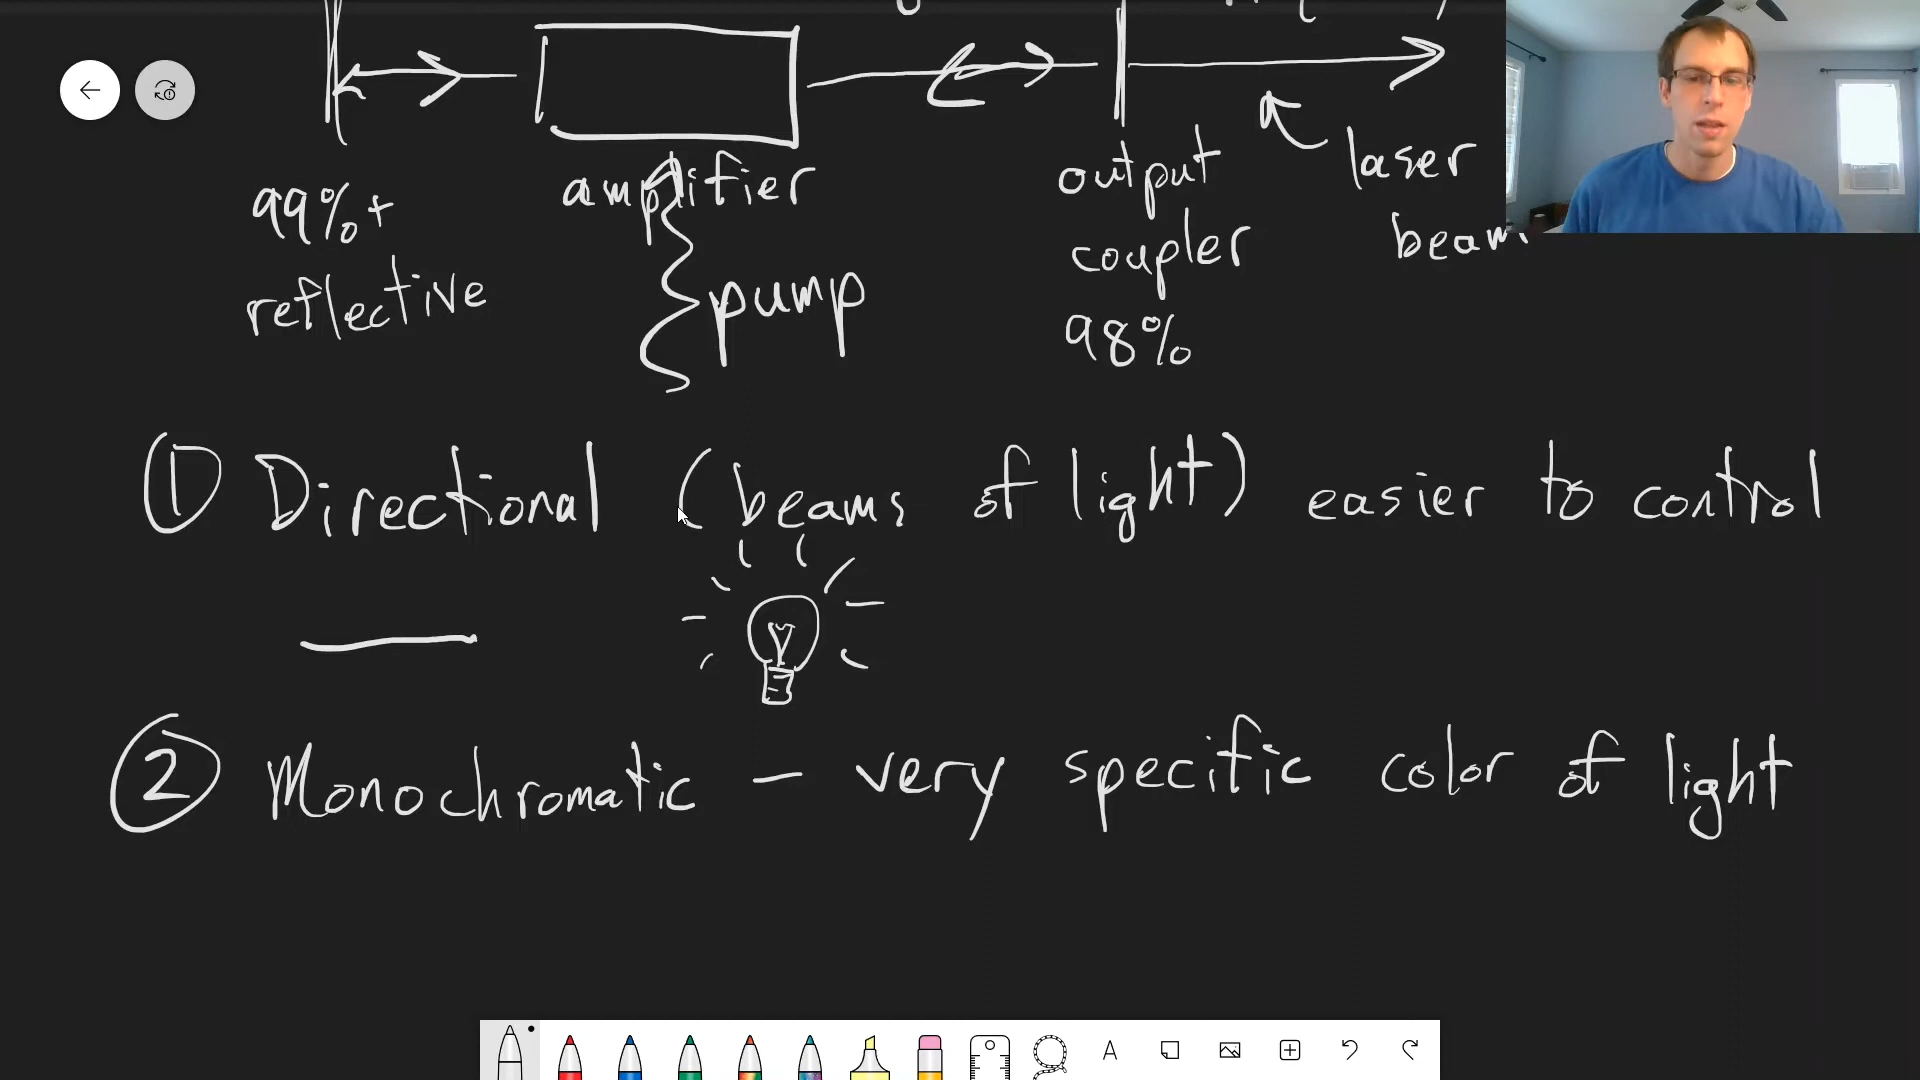 amplifier
99%+
reflective
pump
output
coupler
98%
laser
beam
① Directional (beams of light) easier to control
② Monochromatic – very specific color of light
A